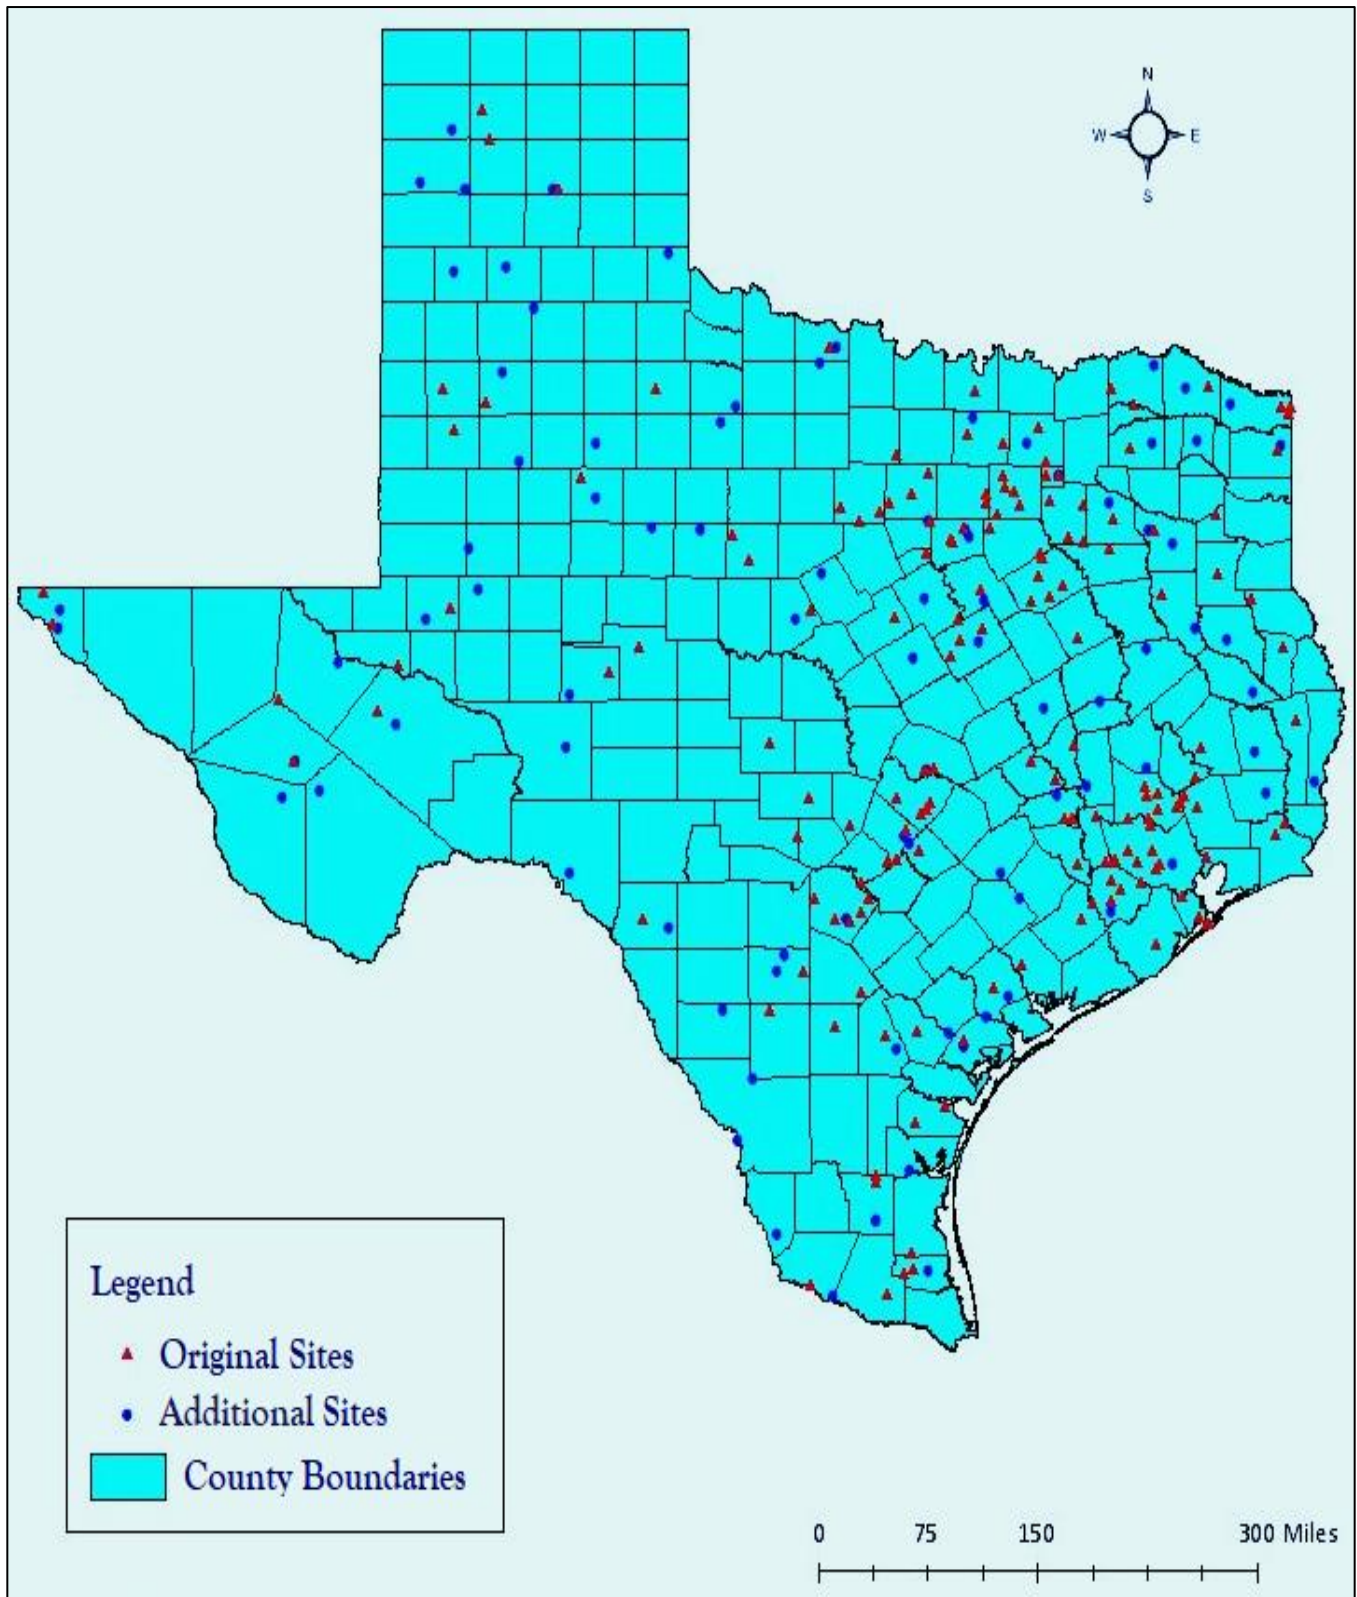 N
W E
S
Legend
Original Sites
Additional Sites
County Boundaries
0 75 150 300 Miles